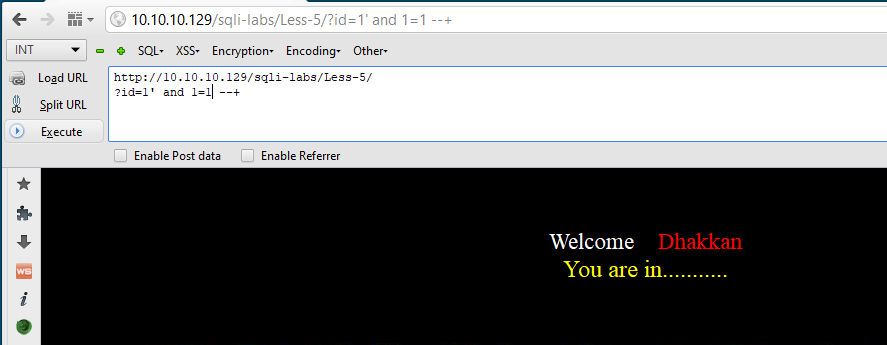 10.10.10.129/sqli-labs/Less-5/?id=1' and 1=1 --+
INT SQL XSS Encryption Encoding Other
Load URL
Split URL
Execute
http://10.10.10.129/sqli-labs/Less-5/
?id=1' and 1=1 --+
Enable Post data Enable Referrer
Welcome Dhakkan
You are in...........